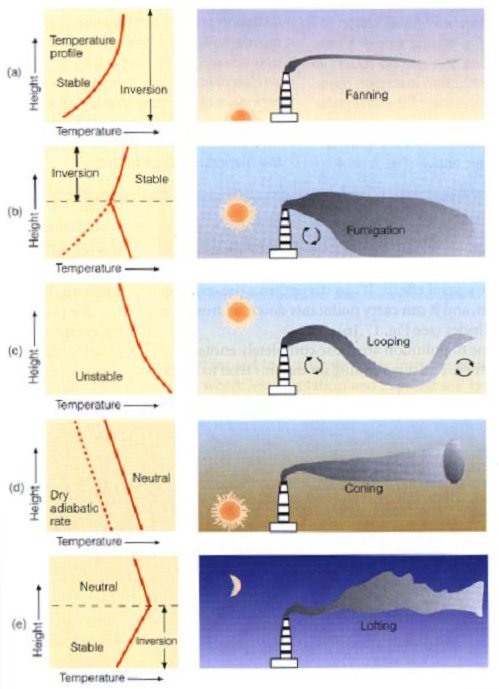 (a)
Height
Temperature
profile
Stable
Inversion
Temperature
Fanning
(b)
Height
Inversion
Stable
Temperature
Fumigation
(c)
Height
Unstable
Temperature
Looping
(d)
Height
Dry
adiabatic
rate
Neutral
Temperature
Coning
(e)
Height
Neutral
Stable
Inversion
Temperature
Lofting